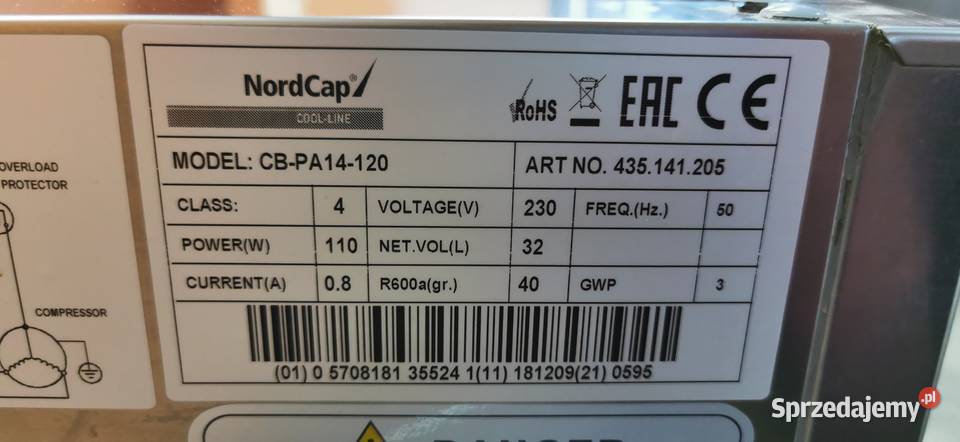 NordCap®
COOL-LINE
RoHS EAC CE
MODEL: CB-PA14-120 ART NO. 435.141.205
CLASS: 4 VOLTAGE(V) 230 FREQ.(Hz.) 50
POWER(W) 110 NET.VOL(L) 32
CURRENT(A) 0.8 R600a(gr.) 40 GWP 3
(01) 0 5708181 35524 1(11) 181209(21) 0595
OVERLOAD
PROTECTOR
COMPRESSOR
DANGER
Sprzedajemy.pl